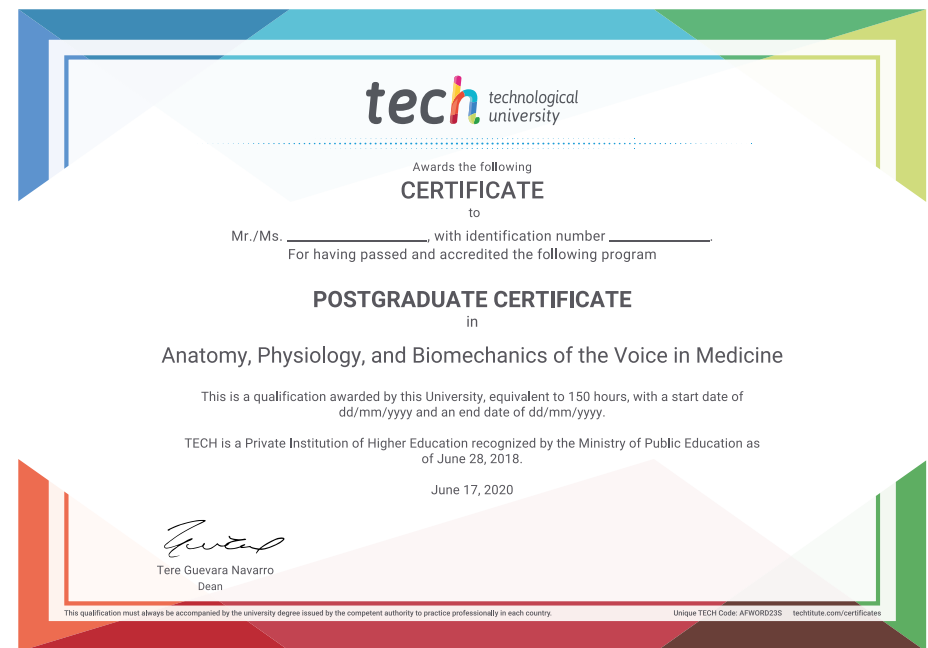 tech technological
university
Awards the following
CERTIFICATE
to
Mr./Ms. ____________________, with identification number ______________.
For having passed and accredited the following program
POSTGRADUATE CERTIFICATE
in
Anatomy, Physiology, and Biomechanics of the Voice in Medicine
This is a qualification awarded by this University, equivalent to 150 hours, with a start date of
dd/mm/yyyy and an end date of dd/mm/yyyy.
TECH is a Private Institution of Higher Education recognized by the Ministry of Public Education as
of June 28, 2018.
June 17, 2020
Tere Guevara Navarro
Dean
This qualification must always be accompanied by the university degree issued by the competent authority to practice professionally in each country. Unique TECH Code: AFWORD23S techtitute.com/certificates